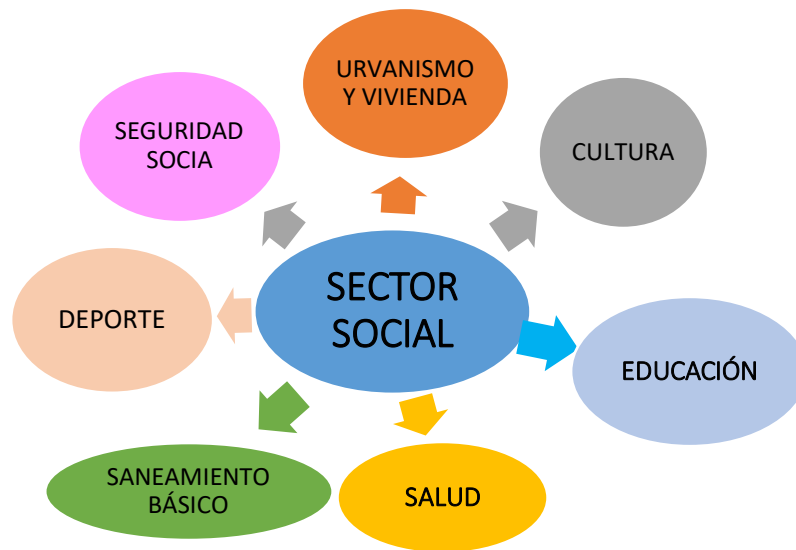 URVANISMO
Y VIVIENDA
SEGURIDAD
SOCIA
CULTURA
SECTOR
SOCIAL
DEPORTE
EDUCACIÓN
SANEAMIENTO
BÁSICO
SALUD